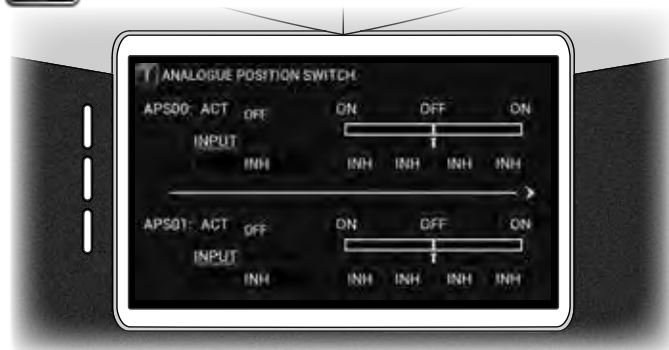 ANALOGUE POSITION SWITCH
APS00: ACT OFF ON OFF ON
INPUT
INH INH INH INH INH
APS01: ACT OFF ON OFF ON
INPUT
INH INH INH INH INH